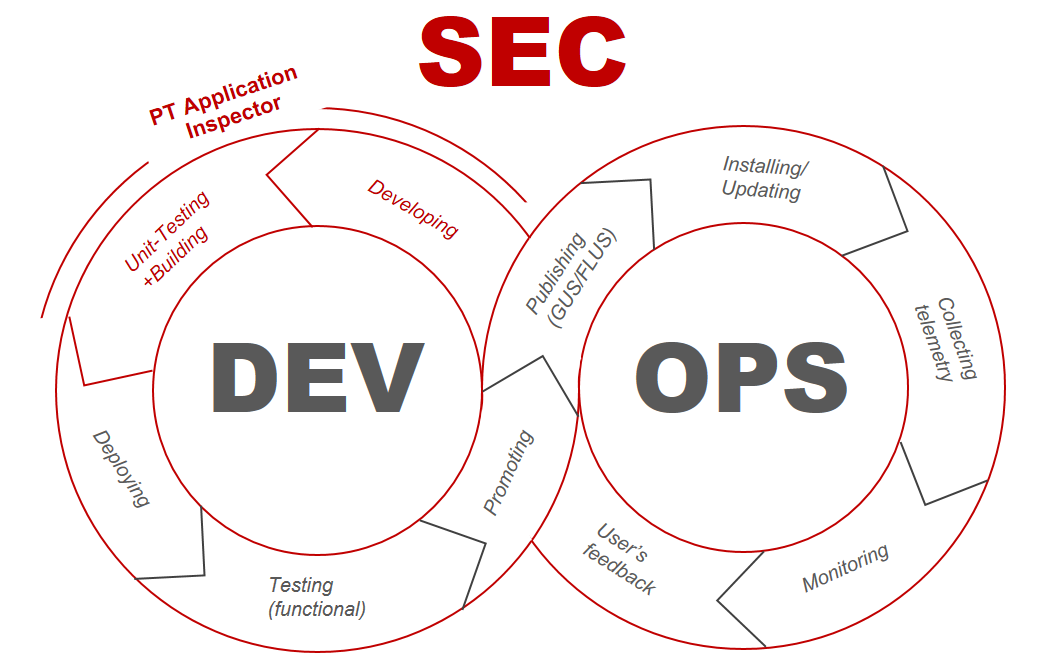 SEC
PT Application
Inspector
Developing
Unit-Testing
+Building
DEV
Deploying
Testing
(functional)
Promoting
Publishing
(GUS/FLUS)
Installing/
Updating
OPS
Collecting
telemetry
Monitoring
User’s
feedback